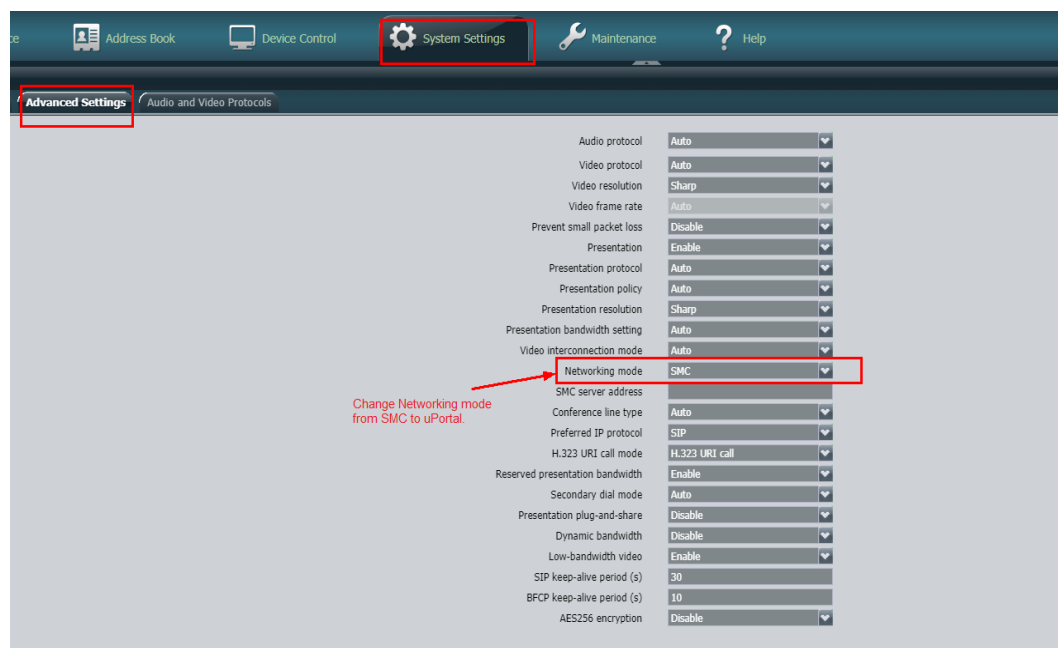 ce Address Book Device Control System Settings Maintenance ? Help
Advanced Settings Audio and Video Protocols
Audio protocol Auto
Video protocol Auto
Video resolution Sharp
Video frame rate Auto
Prevent small packet loss Disable
Presentation Enable
Presentation protocol Auto
Presentation policy Auto
Presentation resolution Sharp
Presentation bandwidth setting Auto
Video interconnection mode Auto
Networking mode SMC
SMC server address
Change Networking mode
from SMC to uPortal.
Conference line type Auto
Preferred IP protocol SIP
H.323 URI call mode H.323 URI call
Reserved presentation bandwidth Enable
Secondary dial mode Auto
Presentation plug-and-share Disable
Dynamic bandwidth Disable
Low-bandwidth video Enable
SIP keep-alive period (s) 30
BFCP keep-alive period (s) 10
AES256 encryption Disable